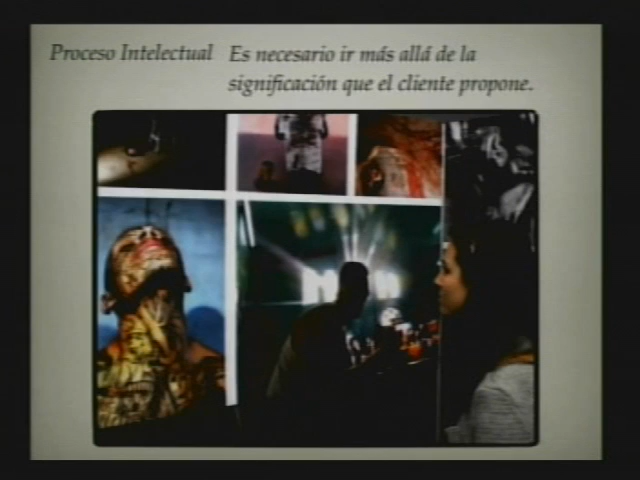 Proceso Intelectual Es necesario ir más allá de la
significación que el cliente propone.